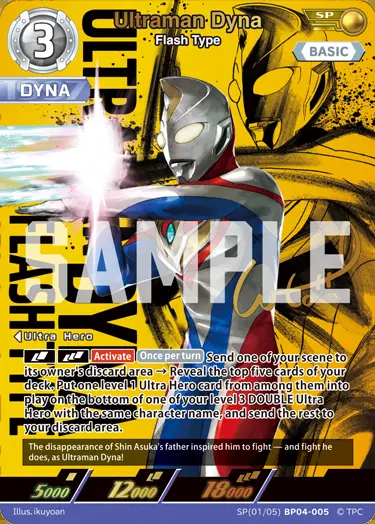 3
Ultraman Dyna
Flash Type
SP
BASIC
DYNA
SAMPLE
Ultra Hero
Activate Once per turn Send one of your scene to
its owner's discard area → Reveal the top five cards of your
deck. Put one level 1 Ultra Hero card from among them into
play on the bottom of one of your level 3 DOUBLE Ultra
Hero with the same character name, and send the rest to
your discard area.
The disappearance of Shin Asuka's father inspired him to fight — and fight he
does, as Ultraman Dyna!
5000 12000 18000
Illus. ikuyoan SP(01/05) BP04-005 © TPC